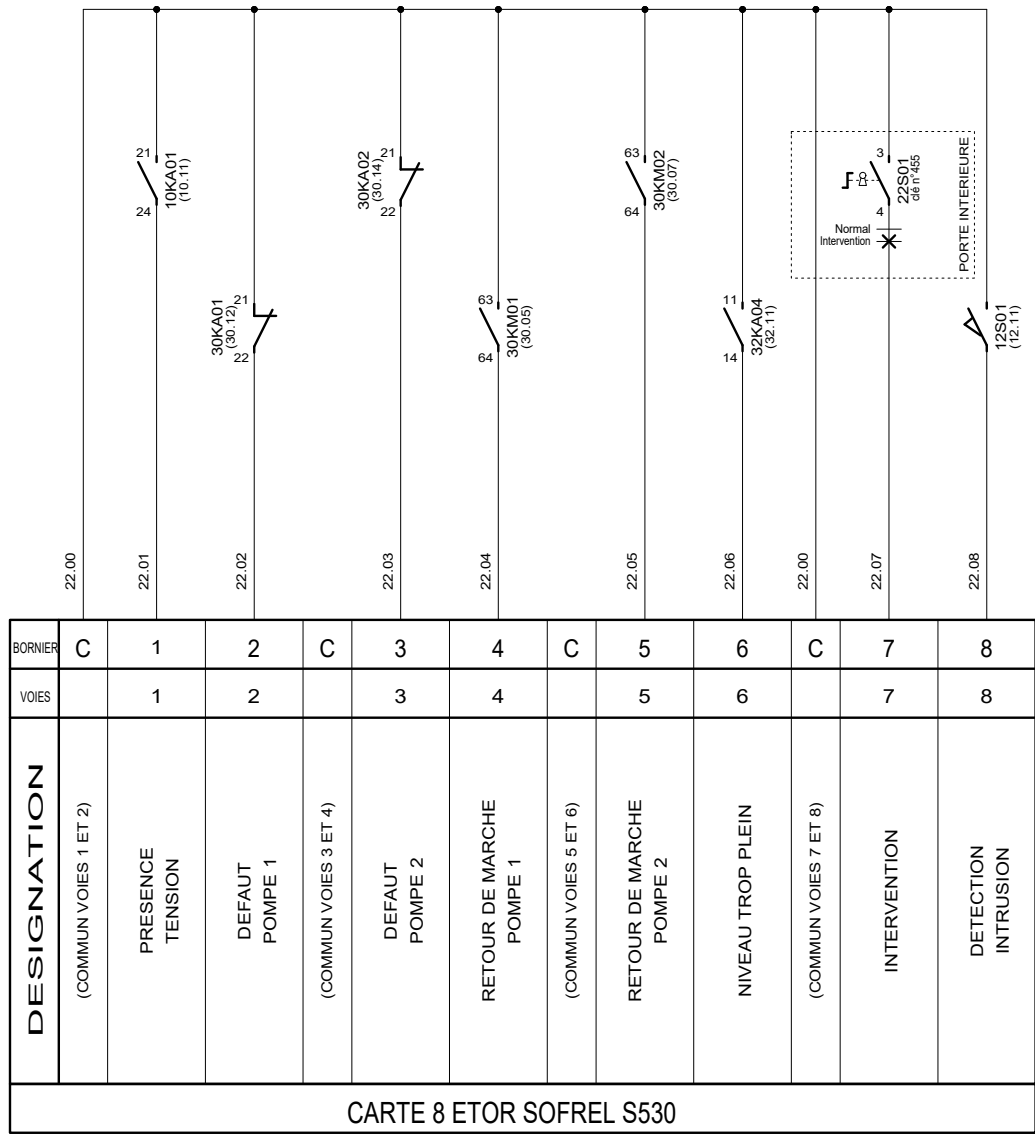 21
10KA01
(10.11)
24
21
30KA02
(30.14)
22
63
30KM02
(30.07)
64
3
22S01
clé n°455
4
Normal
Intervention
PORTE INTERIEURE
21
30KA01
(30.12)
22
63
30KM01
(30.05)
64
11
32KA04
(32.11)
14
12S01
(12.11)
22.00
22.01
22.02
22.03
22.04
22.05
22.06
22.00
22.07
22.08
BORNIER C 1 2 C 3 4 C 5 6 C 7 8
VOIES 1 2 3 4 5 6 7 8
DESIGNATION
(COMMUN VOIES 1 ET 2)
PRESENCE
TENSION
DEFAUT
POMPE 1
(COMMUN VOIES 3 ET 4)
DEFAUT
POMPE 2
RETOUR DE MARCHE
POMPE 1
(COMMUN VOIES 5 ET 6)
RETOUR DE MARCHE
POMPE 2
NIVEAU TROP PLEIN
(COMMUN VOIES 7 ET 8)
INTERVENTION
DETECTION
INTRUSION
CARTE 8 ETOR SOFREL S530